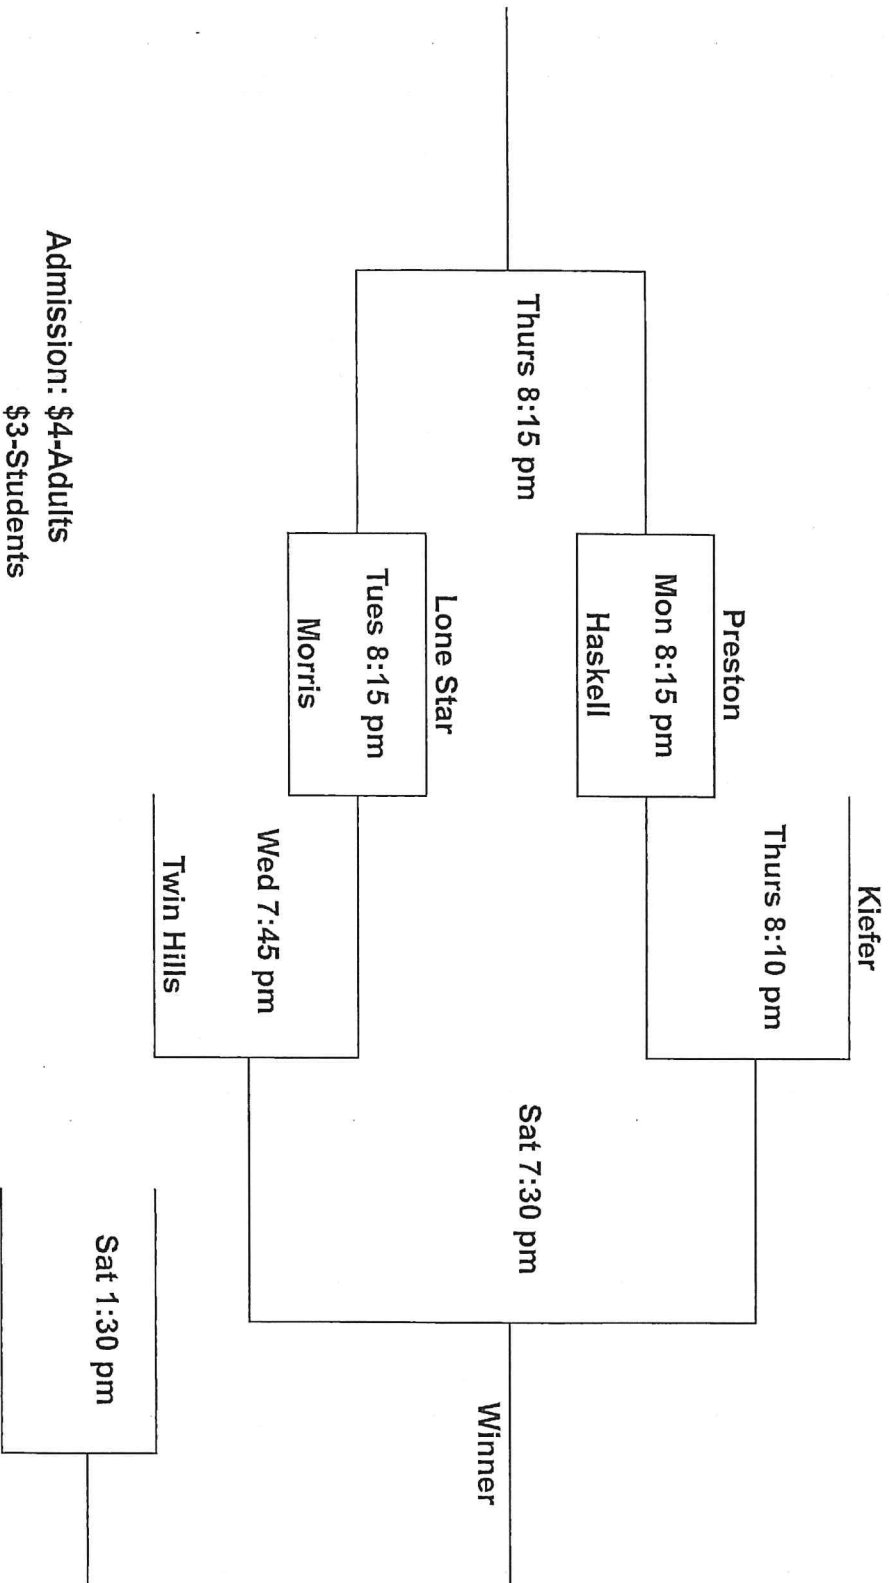 Kiefer
Preston
Thurs 8:10 pm
Mon 8:15 pm
Haskell
Thurs 8:15 pm
Sat 7:30 pm
Winner
Lone Star
Tues 8:15 pm
Wed 7:45 pm
Morris
Twin Hills
Sat 1:30 pm
Admission: $4-Adults
$3-Students